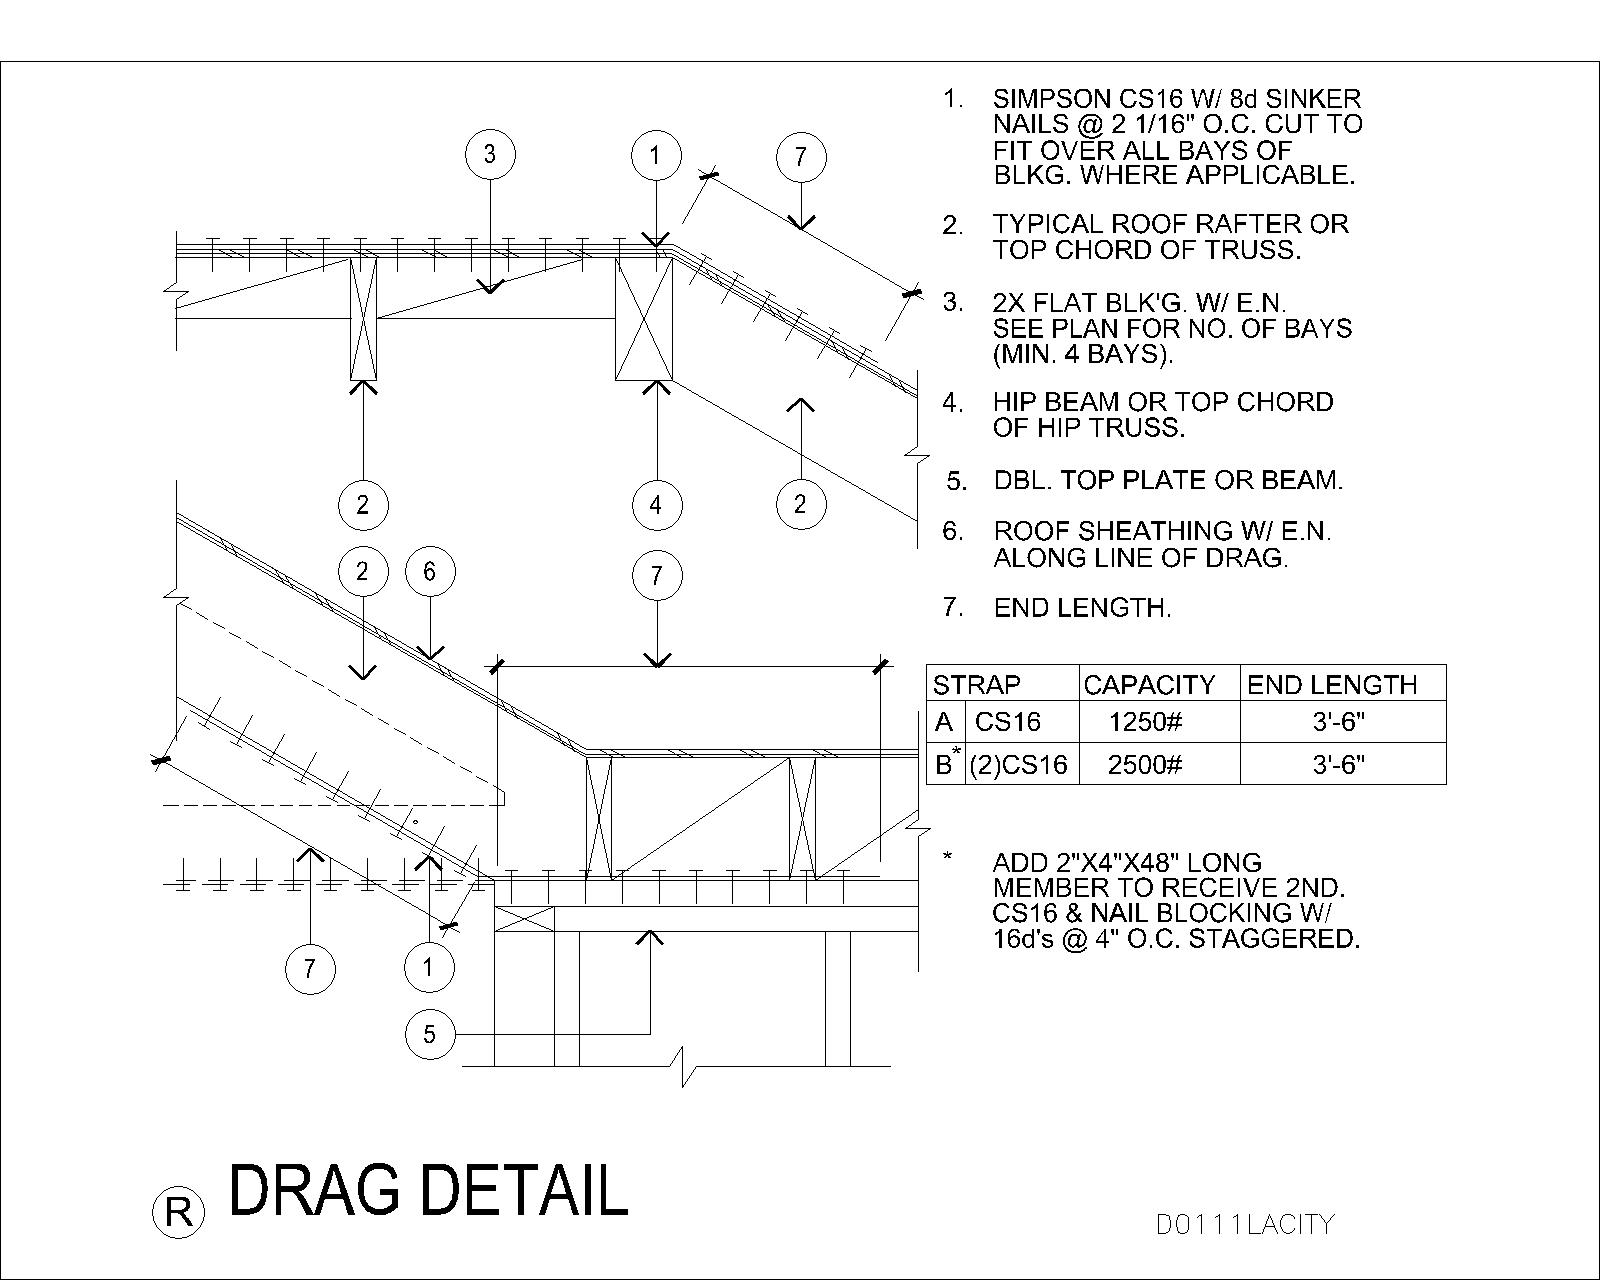 3
1
7
2
4
2
2
6
7
7
1
5
1. SIMPSON CS16 W/ 8d SINKER
NAILS @ 2 1/16" O.C. CUT TO
FIT OVER ALL BAYS OF
BLKG. WHERE APPLICABLE.
2. TYPICAL ROOF RAFTER OR
TOP CHORD OF TRUSS.
3. 2X FLAT BLK'G. W/ E.N.
SEE PLAN FOR NO. OF BAYS
(MIN. 4 BAYS).
4. HIP BEAM OR TOP CHORD
OF HIP TRUSS.
5. DBL. TOP PLATE OR BEAM.
6. ROOF SHEATHING W/ E.N.
ALONG LINE OF DRAG.
7. END LENGTH.
STRAP CAPACITY END LENGTH
A CS16 1250# 3'-6"
B* (2)CS16 2500# 3'-6"
* ADD 2"X4"X48" LONG
MEMBER TO RECEIVE 2ND.
CS16 & NAIL BLOCKING W/
16d's @ 4" O.C. STAGGERED.
R DRAG DETAIL
D0111LACITY